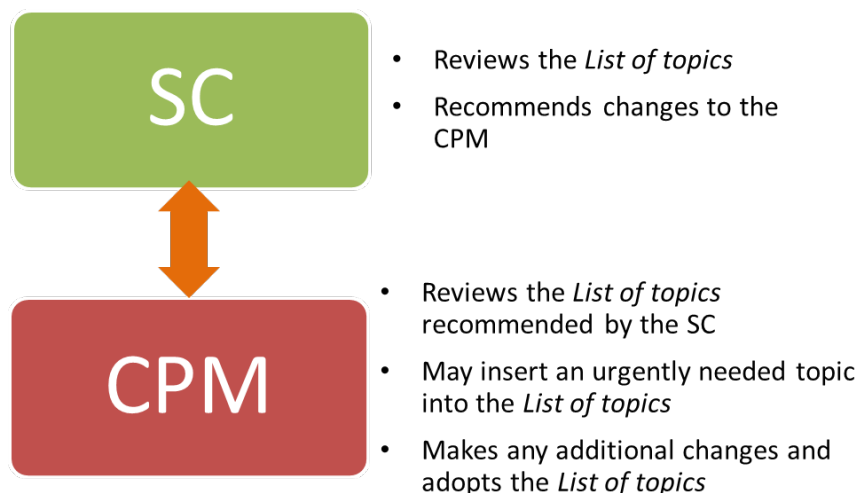 SC
• Reviews the List of topics
• Recommends changes to the
CPM
CPM
• Reviews the List of topics
recommended by the SC
• May insert an urgently needed topic
into the List of topics
• Makes any additional changes and
adopts the List of topics